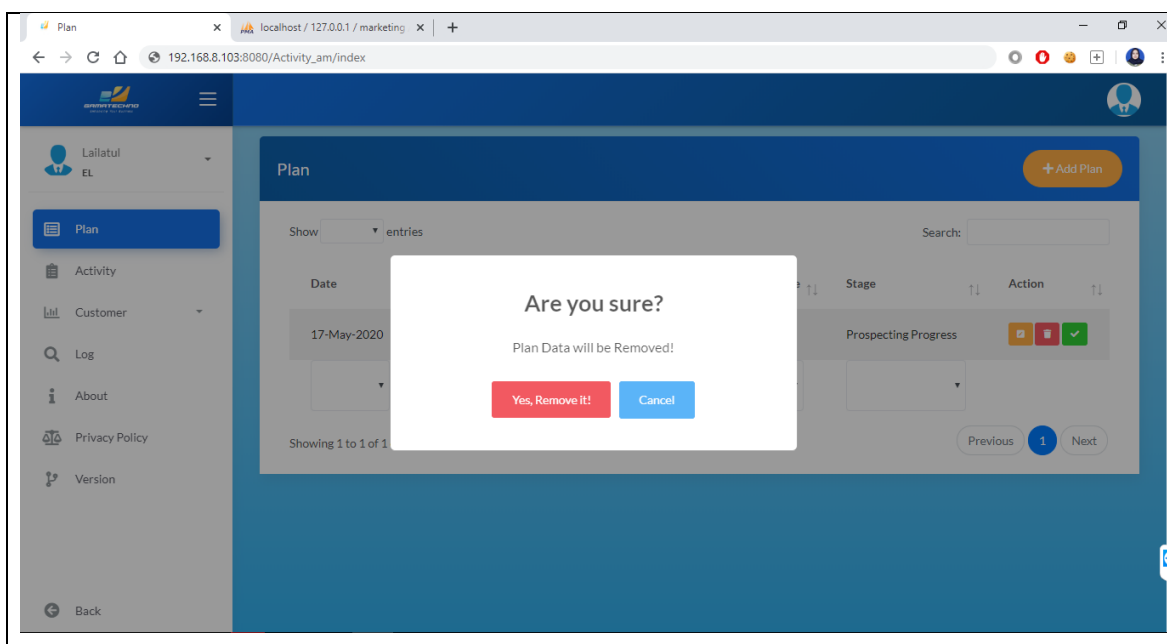 Plan
localhost / 127.0.0.1 / marketing
192.168.8.103:8080/Activity_am/index
GAMATECHNO
Lailatul
EL
Plan
+ Add Plan
Plan
Activity
Customer
Log
About
Privacy Policy
Version
Back
Show entries
Search:
Date
Stage
Action
17-May-2020
Prospecting Progress
Showing 1 to 1 of 1
Previous
1
Next
Are you sure?
Plan Data will be Removed!
Yes, Remove it!
Cancel